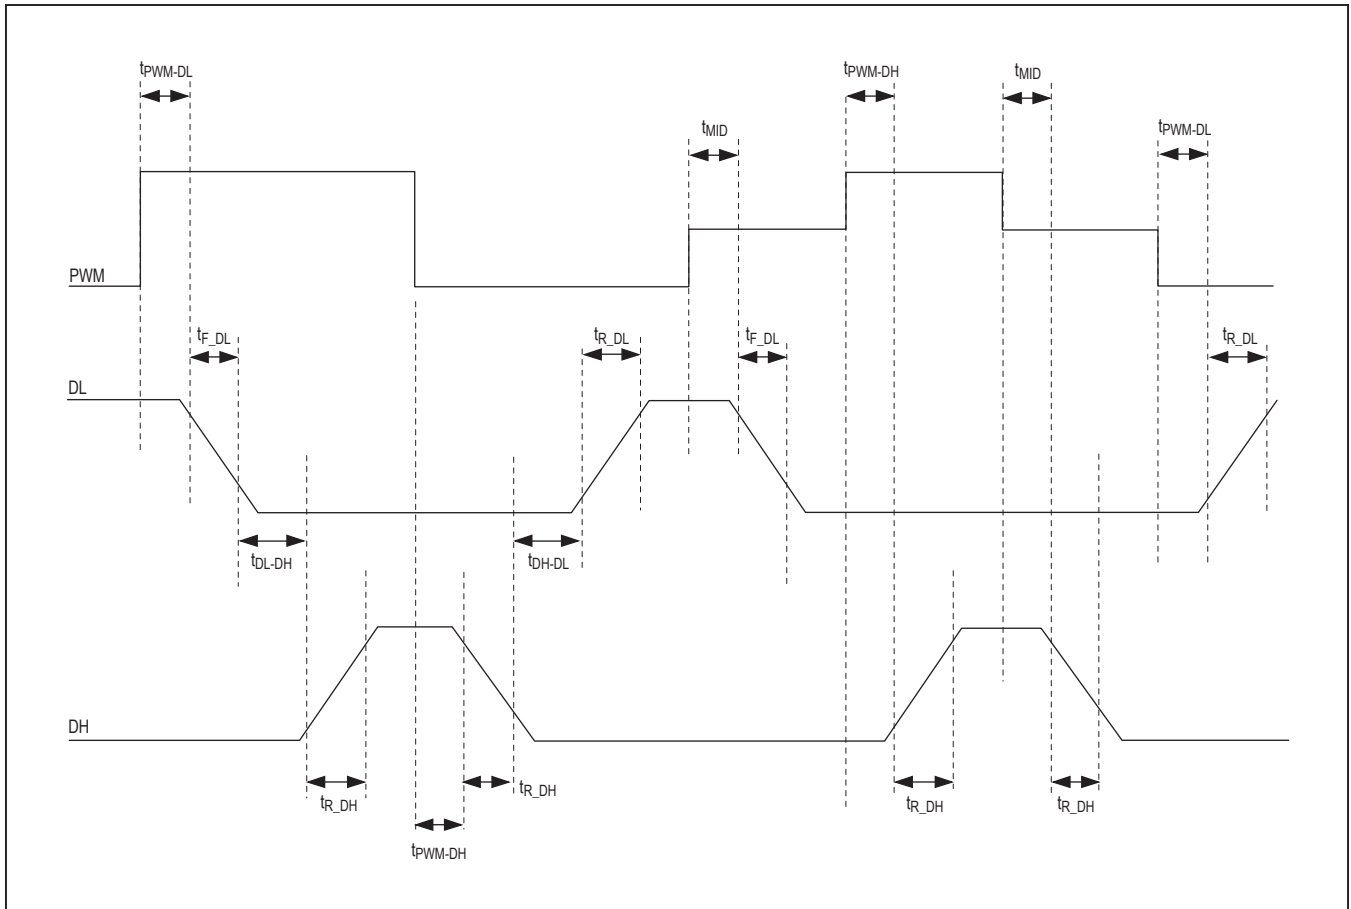 tPWM-DL
tPWM-DH
tMID
tMID
tPWM-DL
PWM
tF_DL
tR_DL
tF_DL
tR_DL
DL
tDL-DH
tDH-DL
DH
tR_DH
tR_DH
tR_DH
tR_DH
tPWM-DH